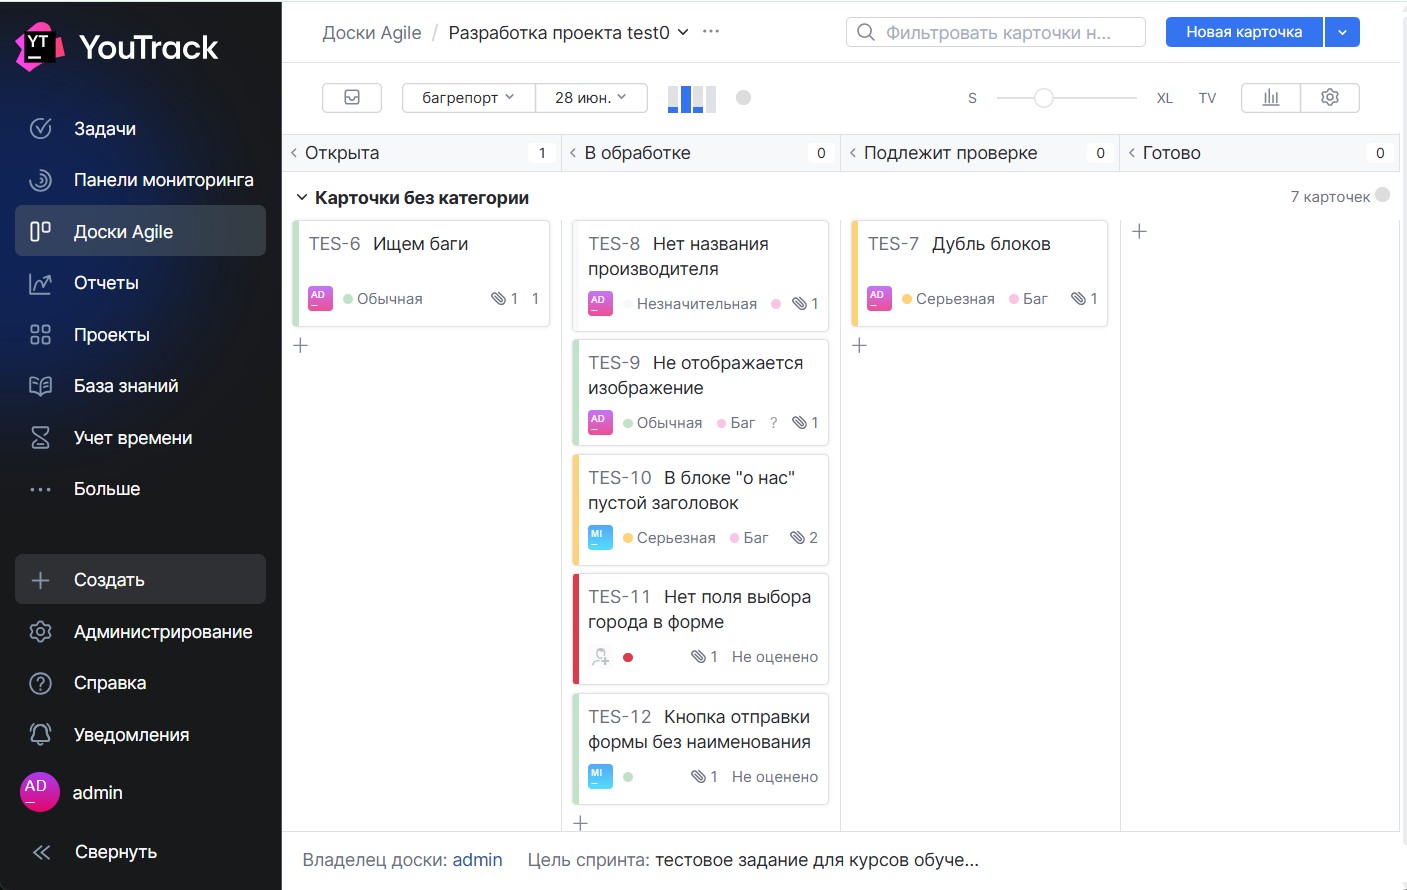 YT
YouTrack
Задачи
Панели мониторинга
Доски Agile
Отчеты
Проекты
База знаний
Учет времени
Больше
Создать
Администрирование
Справка
Уведомления
AD
admin
Свернуть
Доски Agile / Разработка проекта test0
Фильтровать карточки н...
Новая карточка
багрепорт
28 июн.
S
XL
TV
Открыта 1
В обработке 0
Подлежит проверке 0
Готово 0
Карточки без категории
7 карточек
TES-6 Ищем баги
AD Обычная 1 1
TES-8 Нет названия
производителя
AD Незначительная 1
TES-9 Не отображается
изображение
AD Обычная Баг ? 1
TES-10 В блоке "о нас"
пустой заголовок
MI Серьезная Баг 2
TES-11 Нет поля выбора
города в форме
1 Не оценено
TES-12 Кнопка отправки
формы без наименования
MI 1 Не оценено
TES-7 Дубль блоков
AD Серьезная Баг 1
Владелец доски: admin Цель спринта: тестовое задание для курсов обуче...